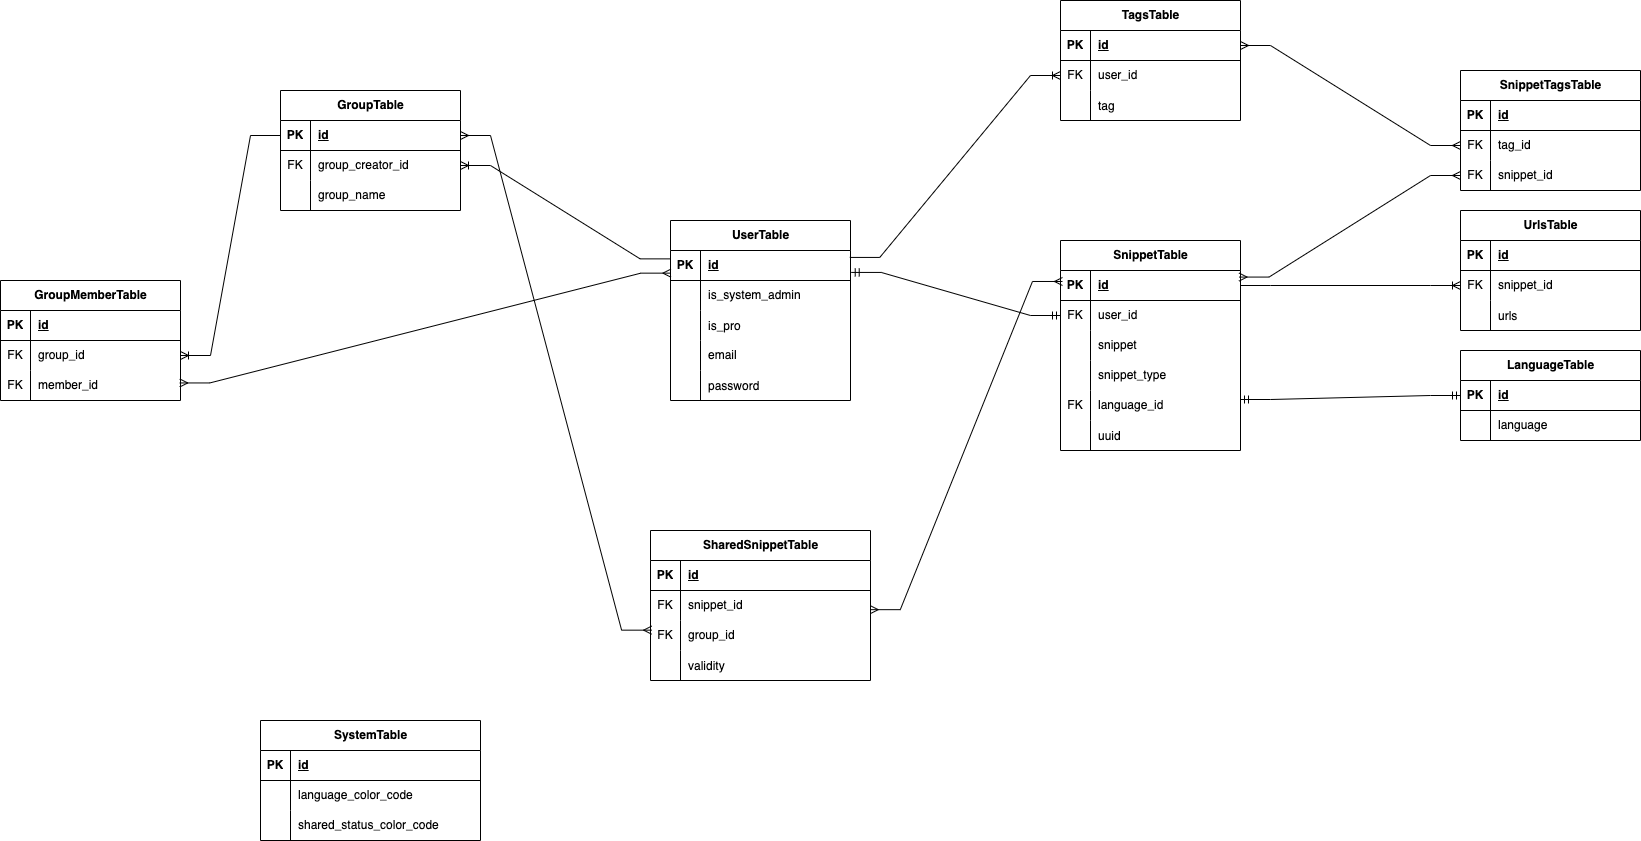 TagsTable
PK id
FK user_id
tag
SnippetTagsTable
PK id
FK tag_id
FK snippet_id
GroupTable
PK id
FK group_creator_id
group_name
UserTable
PK id
is_system_admin
is_pro
email
password
SnippetTable
PK id
FK user_id
snippet
snippet_type
FK language_id
uuid
UrlsTable
PK id
FK snippet_id
urls
GroupMemberTable
PK id
FK group_id
FK member_id
LanguageTable
PK id
language
SharedSnippetTable
PK id
FK snippet_id
FK group_id
validity
SystemTable
PK id
language_color_code
shared_status_color_code